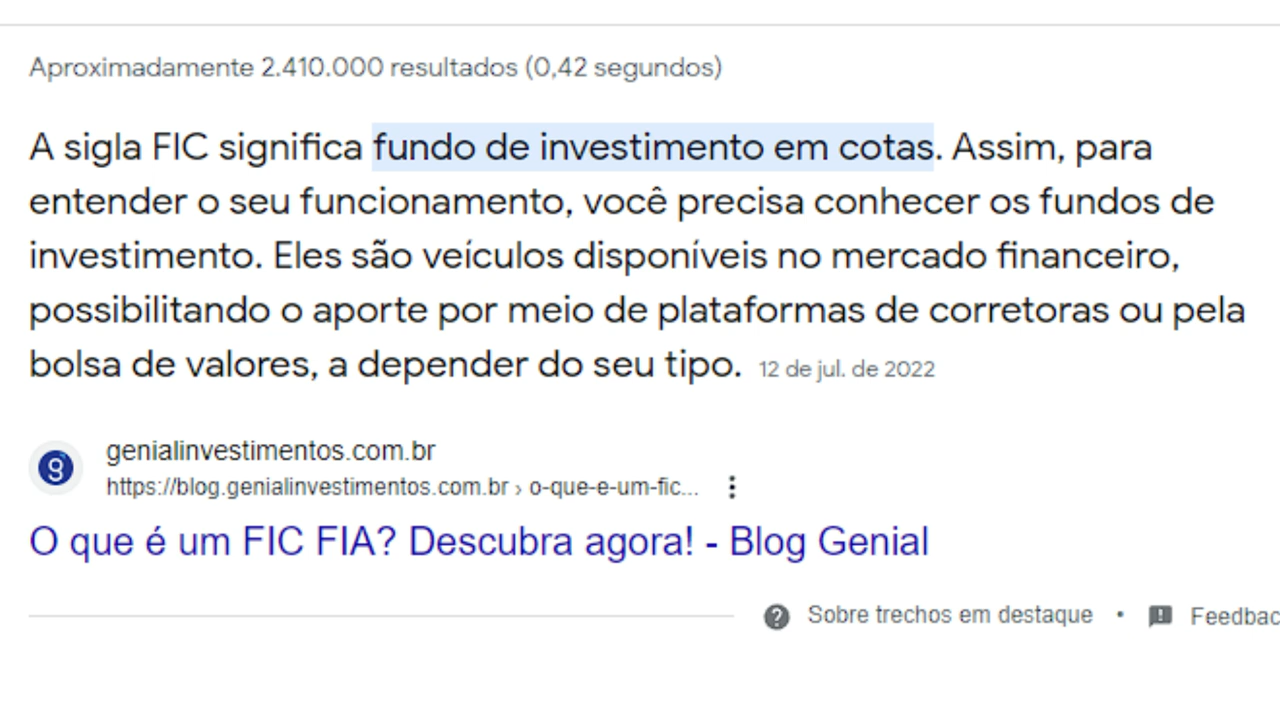 Aproximadamente 2.410.000 resultados (0,42 segundos)
A sigla FIC significa fundo de investimento em cotas. Assim, para
entender o seu funcionamento, você precisa conhecer os fundos de
investimento. Eles são veículos disponíveis no mercado financeiro,
possibilitando o aporte por meio de plataformas de corretoras ou pela
bolsa de valores, a depender do seu tipo. 12 de jul. de 2022
genialinvestimentos.com.br
https://blog.genialinvestimentos.com.br › o-que-e-um-fic...
O que é um FIC FIA? Descubra agora! - Blog Genial
Sobre trechos em destaque • Feedbac